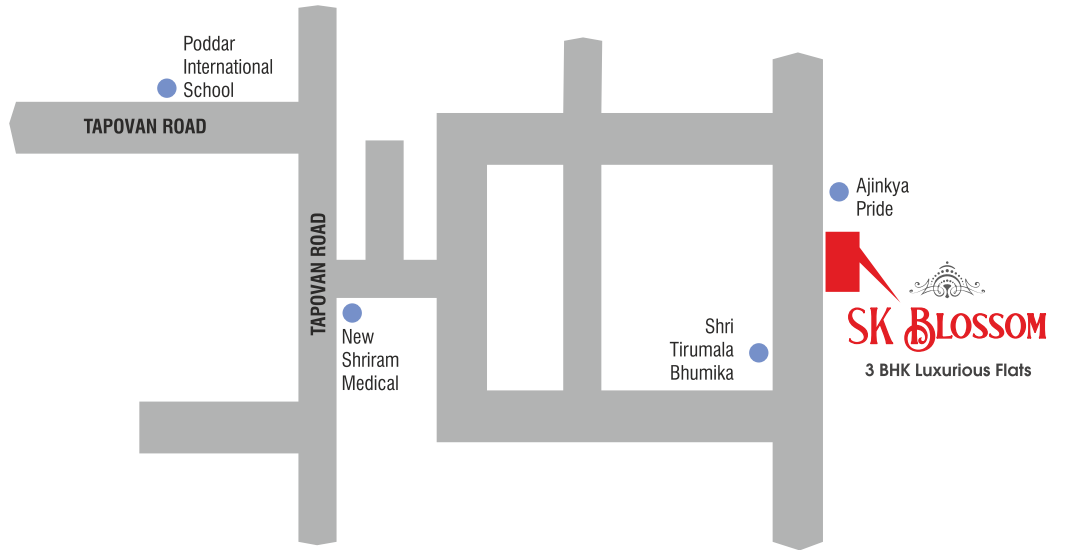 Poddar
International
School
TAPOVAN ROAD
TAPOVAN ROAD
Ajinkya
Pride
New
Shriram
Medical
Shri
Tirumala
Bhumika
SK BLOSSOM
3 BHK Luxurious Flats